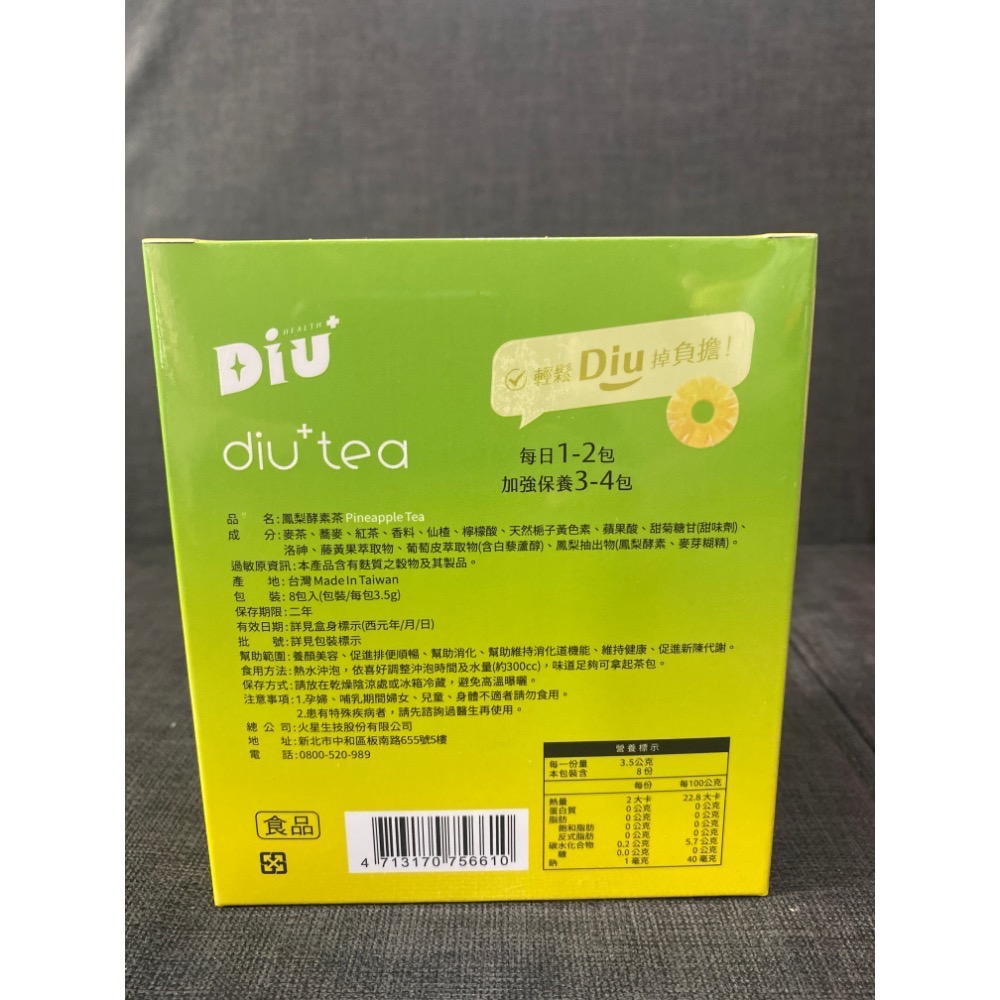 HEALTH
DiU+
diu+tea
輕鬆Diu掉負擔!
每日1-2包
加強保養3-4包
品 名:鳳梨酵素茶Pineapple Tea
成 分:麥茶、蕎麥、紅茶、香料、仙楂、檸檬酸、天然梔子黃色素、蘋果酸、甜菊糖甘(甜味劑)、
洛神、藤黃果萃取物、葡萄皮萃取物(含白藜蘆醇)、鳳梨抽出物(鳳梨酵素、麥芽糊精)。
過敏原資訊:本產品含有麩質之穀物及其製品。
產 地:台灣Made In Taiwan
包 裝:8包入(包裝/每包3.5g)
保存期限:二年
有效日期:詳見盒身標示(西元年/月/日)
批 號:詳見包裝標示
幫助範圍:養顏美容、促進排便順暢、幫助消化、幫助維持消化道機能、維持健康、促進新陳代謝。
食用方法:熱水沖泡,依喜好調整沖泡時間及水量(約300cc),味道足夠可拿起茶包。
保存方式:請放在乾燥陰涼處或冰箱冷藏,避免高溫曝曬。
注意事項:1.孕婦、哺乳期間婦女、兒童、身體不適者請勿食用。
2.患有特殊疾病者,請先諮詢過醫生再使用。
總公司:火星生技股份有限公司
地 址:新北市中和區板南路655號5樓
電 話:0800-520-989
食品
4 713170 756610
營養標示
每一份量 3.5公克
本包裝含 8份
每份 每100公克
熱量 2大卡 22.8大卡
蛋白質 0公克 0公克
脂肪 0公克 0公克
飽和脂肪 0公克 0公克
反式脂肪 0公克 0公克
碳水化合物 0.2公克 5.7公克
糖 0.0公克 0公克
鈉 1毫克 40毫克